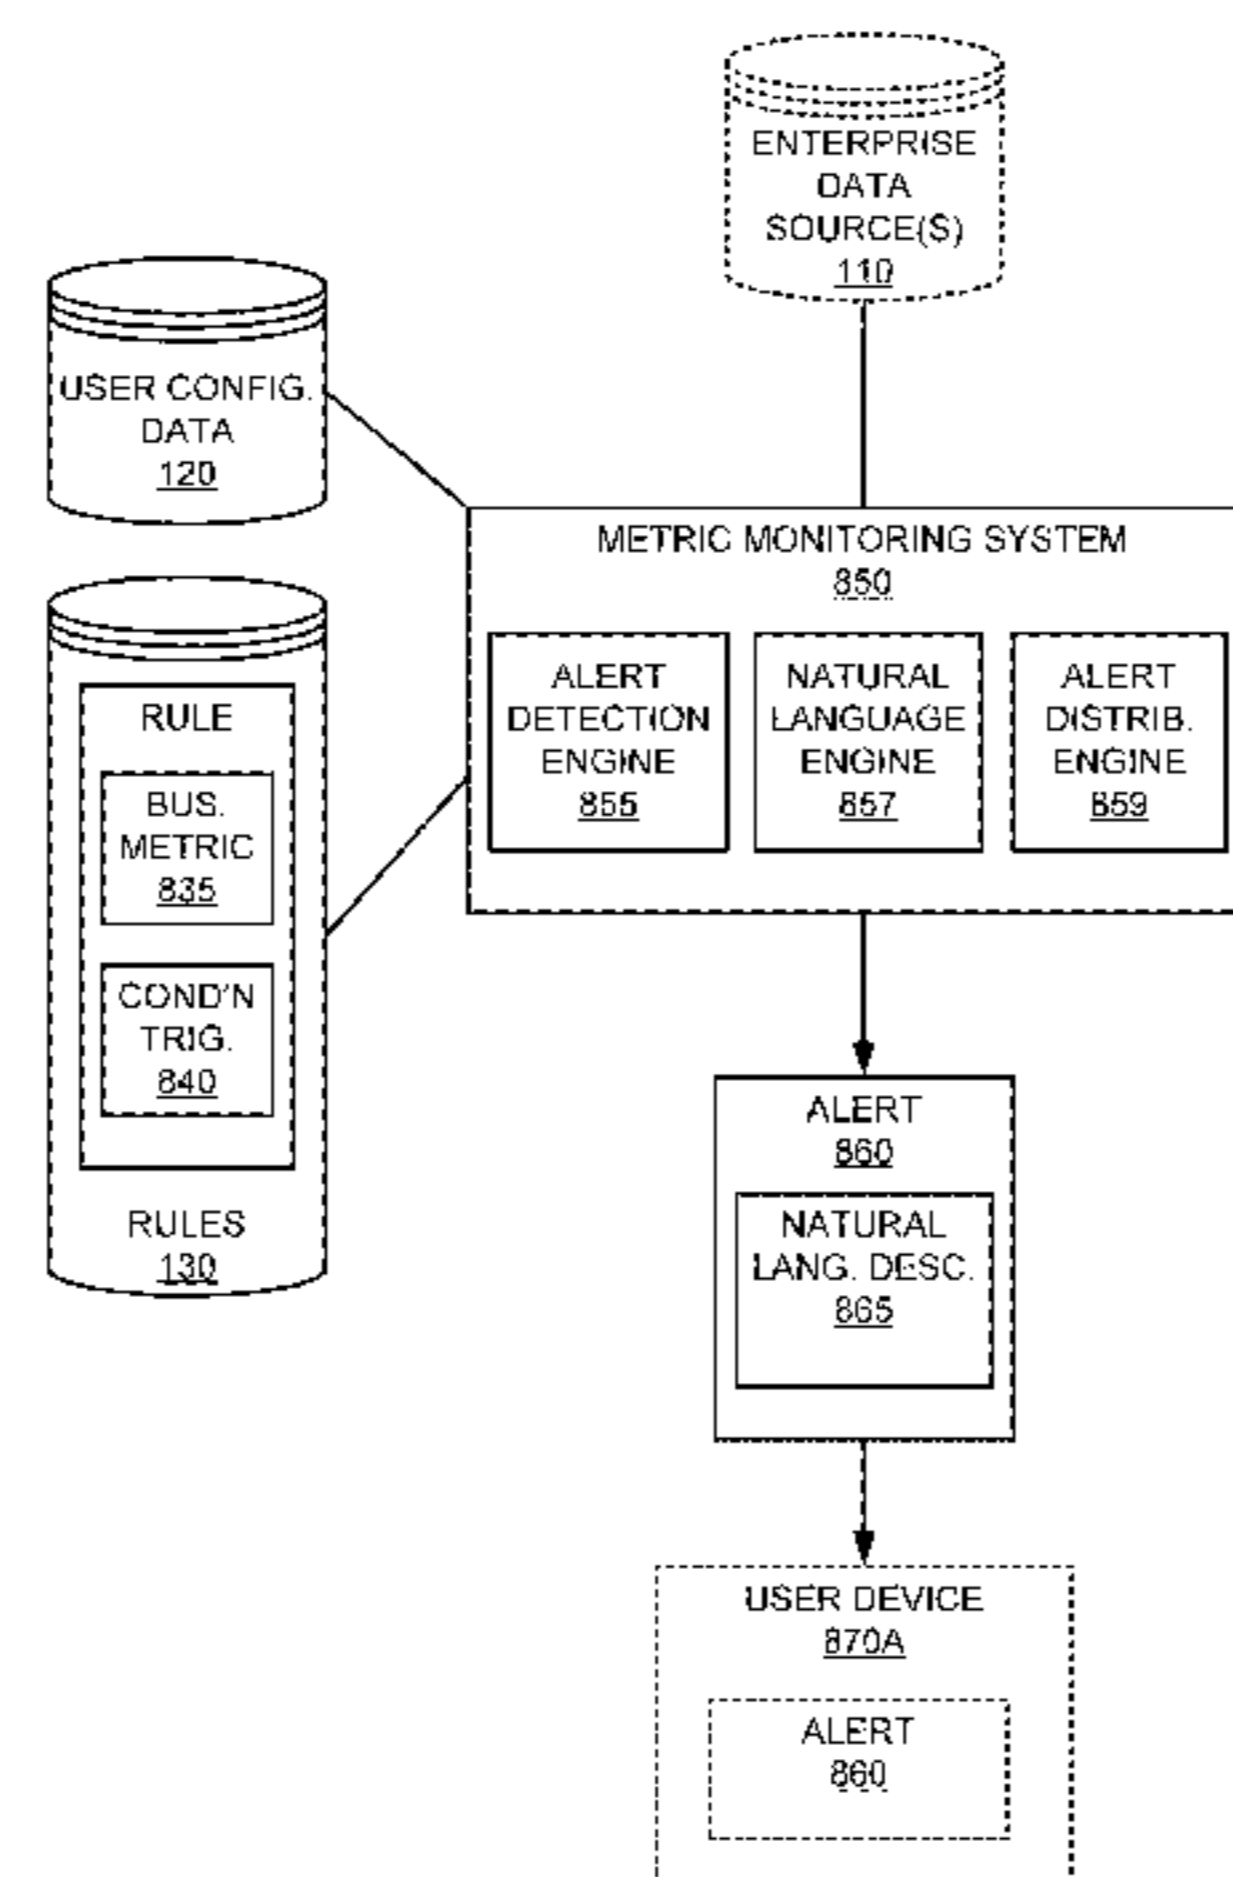 ENTERPRISE
DATA
SOURCE(S)
110
USER CONFIG.
DATA
120
METRIC MONITORING SYSTEM
850
ALERT
DETECTION
ENGINE
855
NATURAL
LANGUAGE
ENGINE
857
ALERT
DISTRIB.
ENGINE
859
RULE
BUS.
METRIC
835
COND'N
TRIG.
840
RULES
130
ALERT
860
NATURAL
LANG. DESC.
865
USER DEVICE
870A
ALERT
860